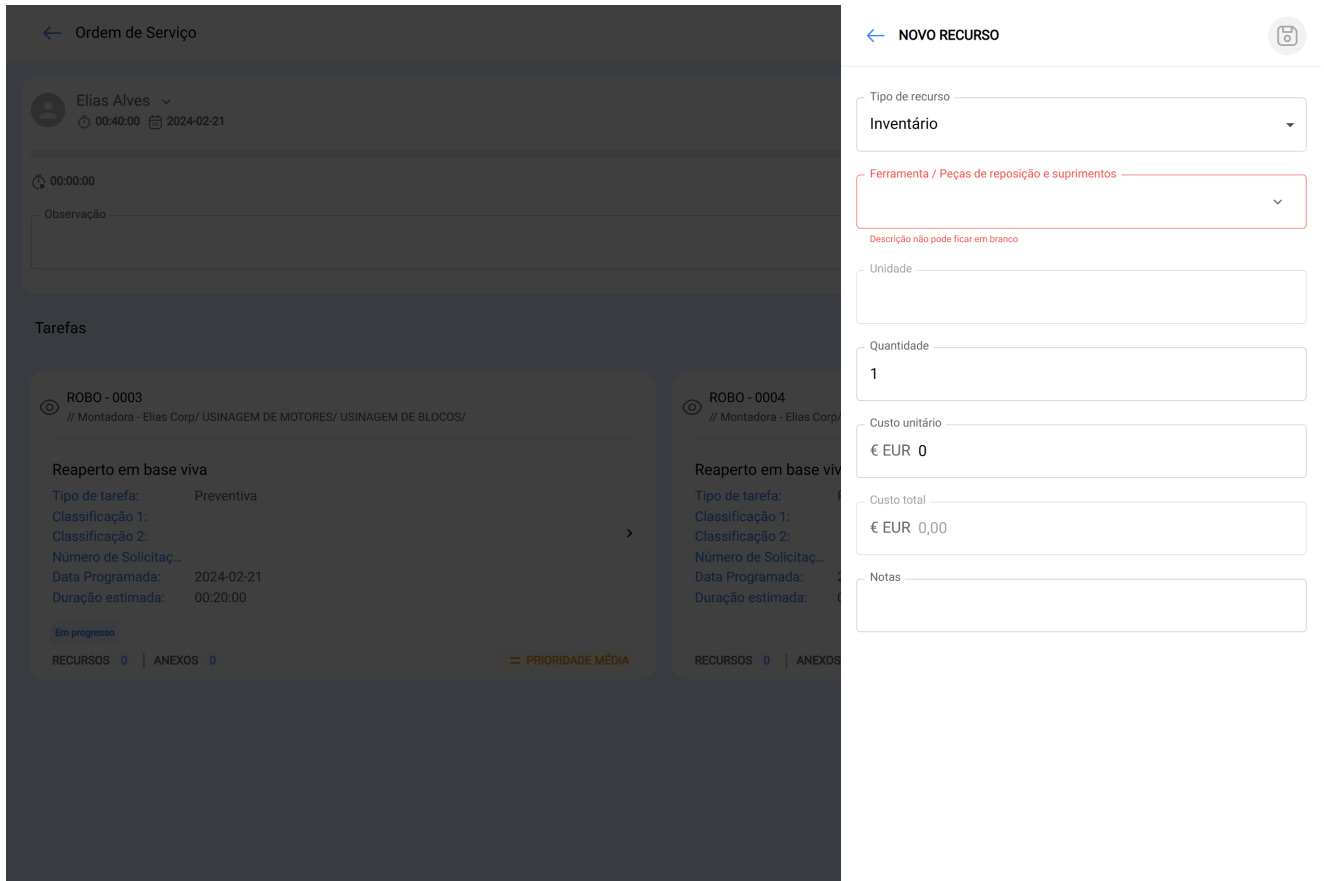 Ordem de Serviço
Elias Alves
00:40:00 2024-02-21
00:00:00
Observação
Tarefas
ROBO - 0003
// Montadora - Elias Corp/ USINAGEM DE MOTORES/ USINAGEM DE BLOCOS/
Reaperto em base viva
Tipo de tarefa: Preventiva
Classificação 1:
Classificação 2:
Número de Solicitaç...
Data Programada: 2024-02-21
Duração estimada: 00:20:00
Em progresso
RECURSOS 0 | ANEXOS 0 = PRIORIDADE MÉDIA
ROBO - 0004
// Montadora - Elias Corp/
Reaperto em base viv
Tipo de tarefa:
Classificação 1:
Classificação 2:
Número de Solicitaç...
Data Programada:
Duração estimada:
RECURSOS 0 | ANEXOS
NOVO RECURSO
Tipo de recurso
Inventário
Ferramenta / Peças de reposição e suprimentos
Descrição não pode ficar em branco
Unidade
Quantidade
1
Custo unitário
€ EUR 0
Custo total
€ EUR 0,00
Notas